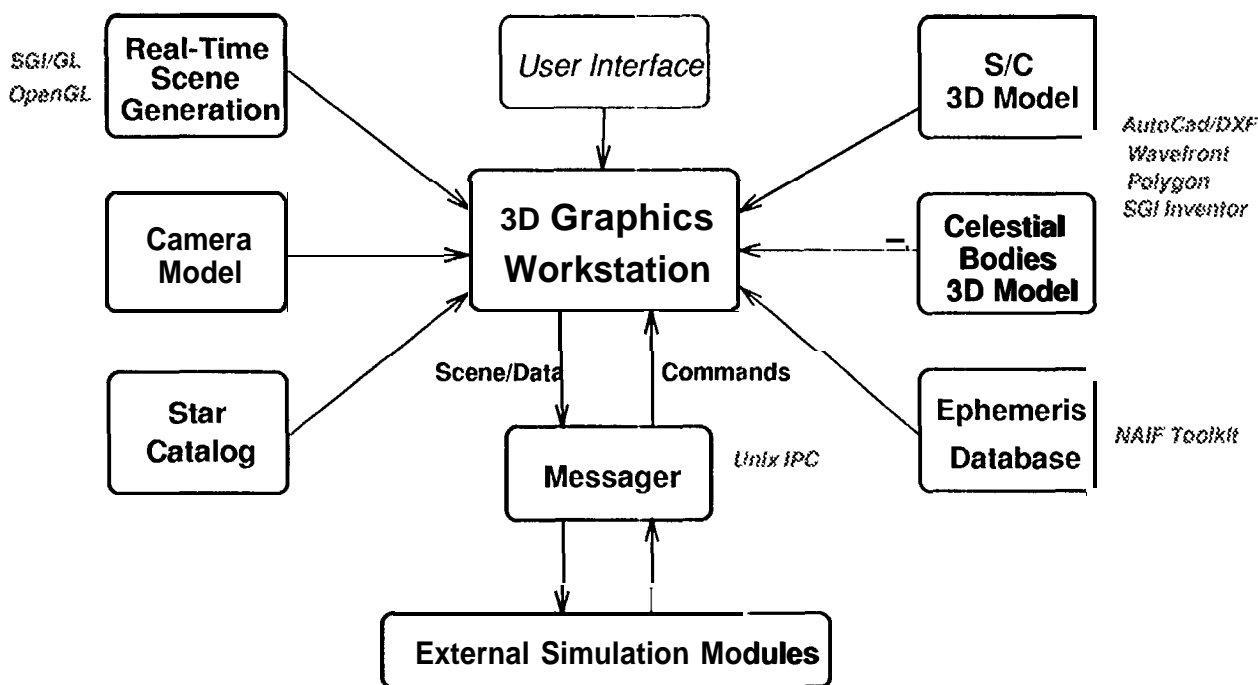 SGI/GL
OpenGL
Real-Time
Scene
Generation
User Interface
S/C
3D Model
AutoCad/DXF
Wavefront
Polygon
SGI Inventor
Camera
Model
3D Graphics
Workstation
Celestial
Bodies
3D Model
Scene/Data
Commands
Star
Catalog
Messager
Unix IPC
Ephemeris
Database
NAIF Toolkit
External Simulation Modules